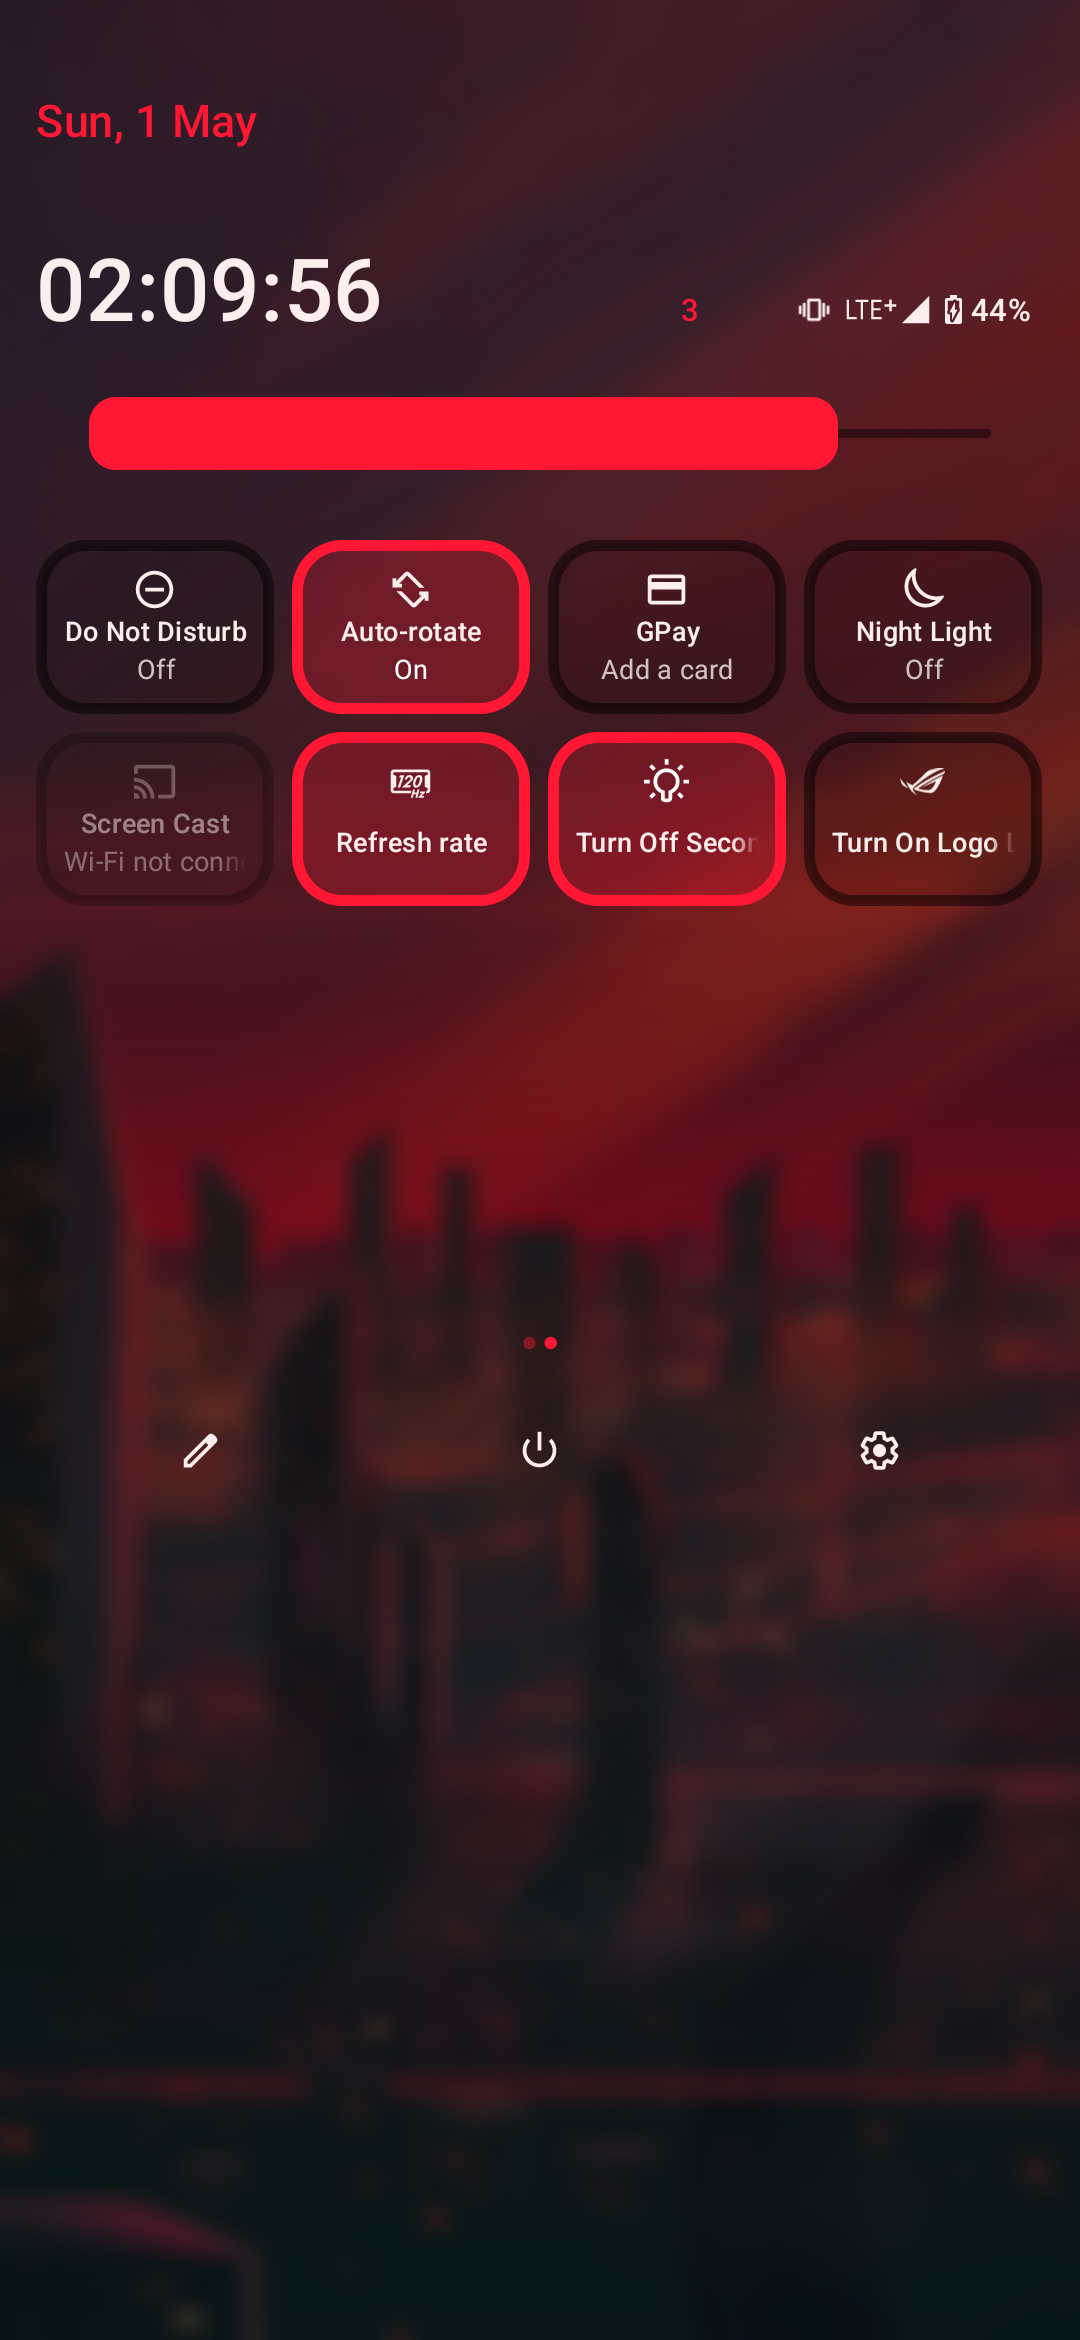 Sun, 1 May
02:09:56
3 LTE+ 44%
Do Not Disturb
Off
Auto-rotate
On
GPay
Add a card
Night Light
Off
Screen Cast
Wi-Fi not conn
120
Hz
Refresh rate
Turn Off Secon
Turn On Logo